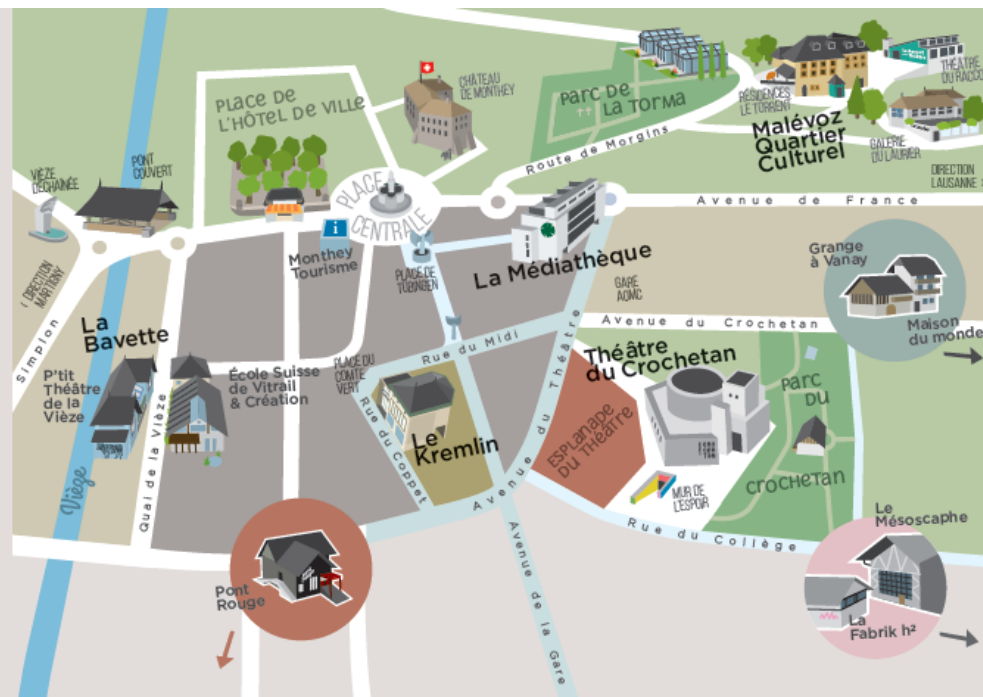 PLACE DE
L'HÔTEL DE VILLE
CHÂTEAU
DE MONTHEY
PARC DE
LA TORMA
Route de Morgins
RÉSIDENCES
LE TORRENT
Malévoz
Quartier
Culturel
THÉÂTRE
DU RACCO
GALERIE
DU LAURIER
DIRECTION
LAUSANNE
VIÈZE
DÉCHAÎNÉE
PONT
COUVERT
PLACE
CENTRALE
Avenue de France
i
Monthey
Tourisme
PLACE DE
TÜBINGEN
La Médiathèque
GARE
AOMC
Grange
à Vanay
Maison
du monde
DIRECTION
MARTIGNY
Simplon
La
Bavette
P'tit
Théâtre
de la
Vièze
École Suisse
de Vitrail
& Création
Quai de la Vièze
Viège
PLACE DU
COMTE
VERT
Rue du Midi
Rue du Coppet
Le
Kremlin
Avenue du Théâtre
Avenue du Crochetan
Théâtre
du Crochetan
ESPLANADE
DU THÉÂTRE
MUR DE
L'ESPOIR
PARC
DU
CROCHETAN
Rue du Collège
Avenue de la Gare
Pont
Rouge
Le
Mésoscaphe
La
Fabrik h²